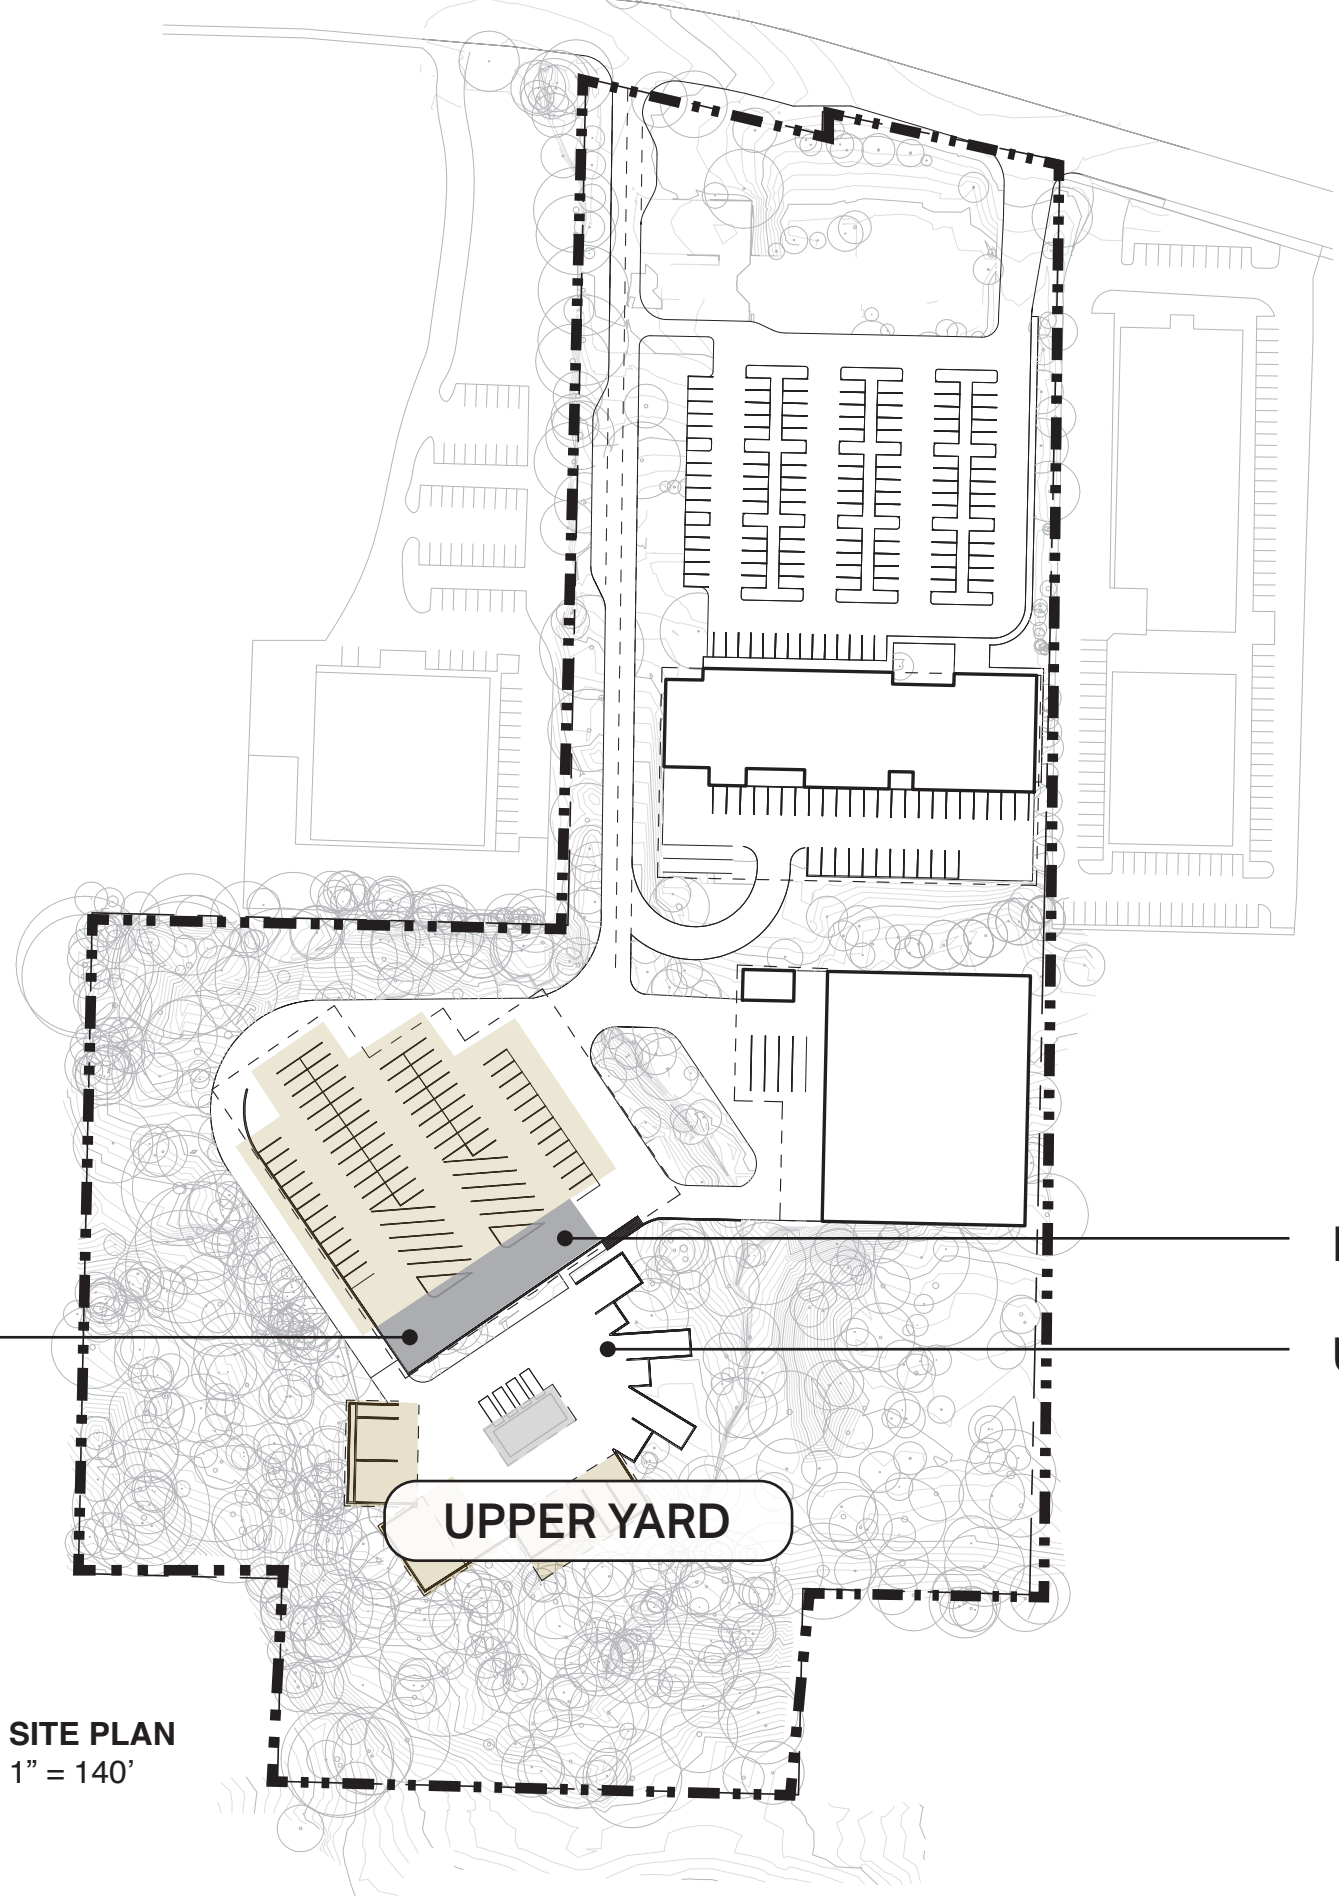 UPPER YARD
SITE PLAN
1” = 140’